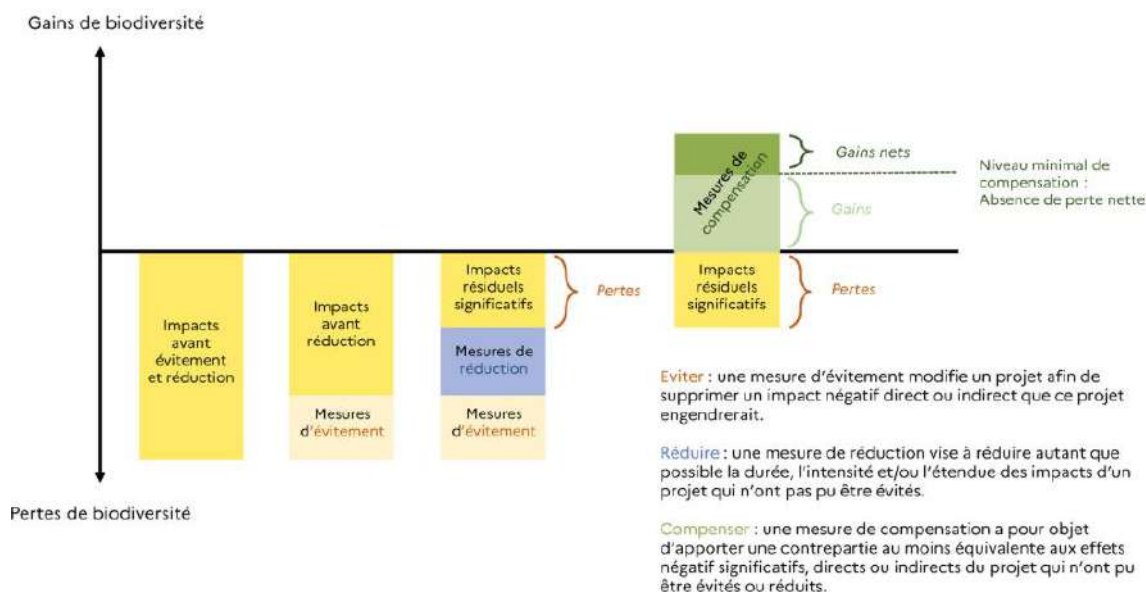 Gains de biodiversité
Gains nets
Niveau minimal de
compensation :
Absence de perte nette
Mesures de
compensation
Gains
Impacts
avant
évitement
et réduction
Impacts
avant
réduction
Mesures
d'évitement
Impacts
résiduels
significatifs
Pertes
Mesures de
réduction
Mesures
d'évitement
Impacts
résiduels
significatifs
Pertes
Pertes de biodiversité
Eviter : une mesure d'évitement modifie un projet afin de
supprimer un impact négatif direct ou indirect que ce projet
engendrerait.
Réduire : une mesure de réduction vise à réduire autant que
possible la durée, l'intensité et/ou l'étendue des impacts d'un
projet qui n'ont pas pu être évités.
Compenser : une mesure de compensation a pour objet
d'apporter une contrepartie au moins équivalente aux effets
négatif significatifs, directs ou indirects du projet qui n'ont pu
être évités ou réduits.